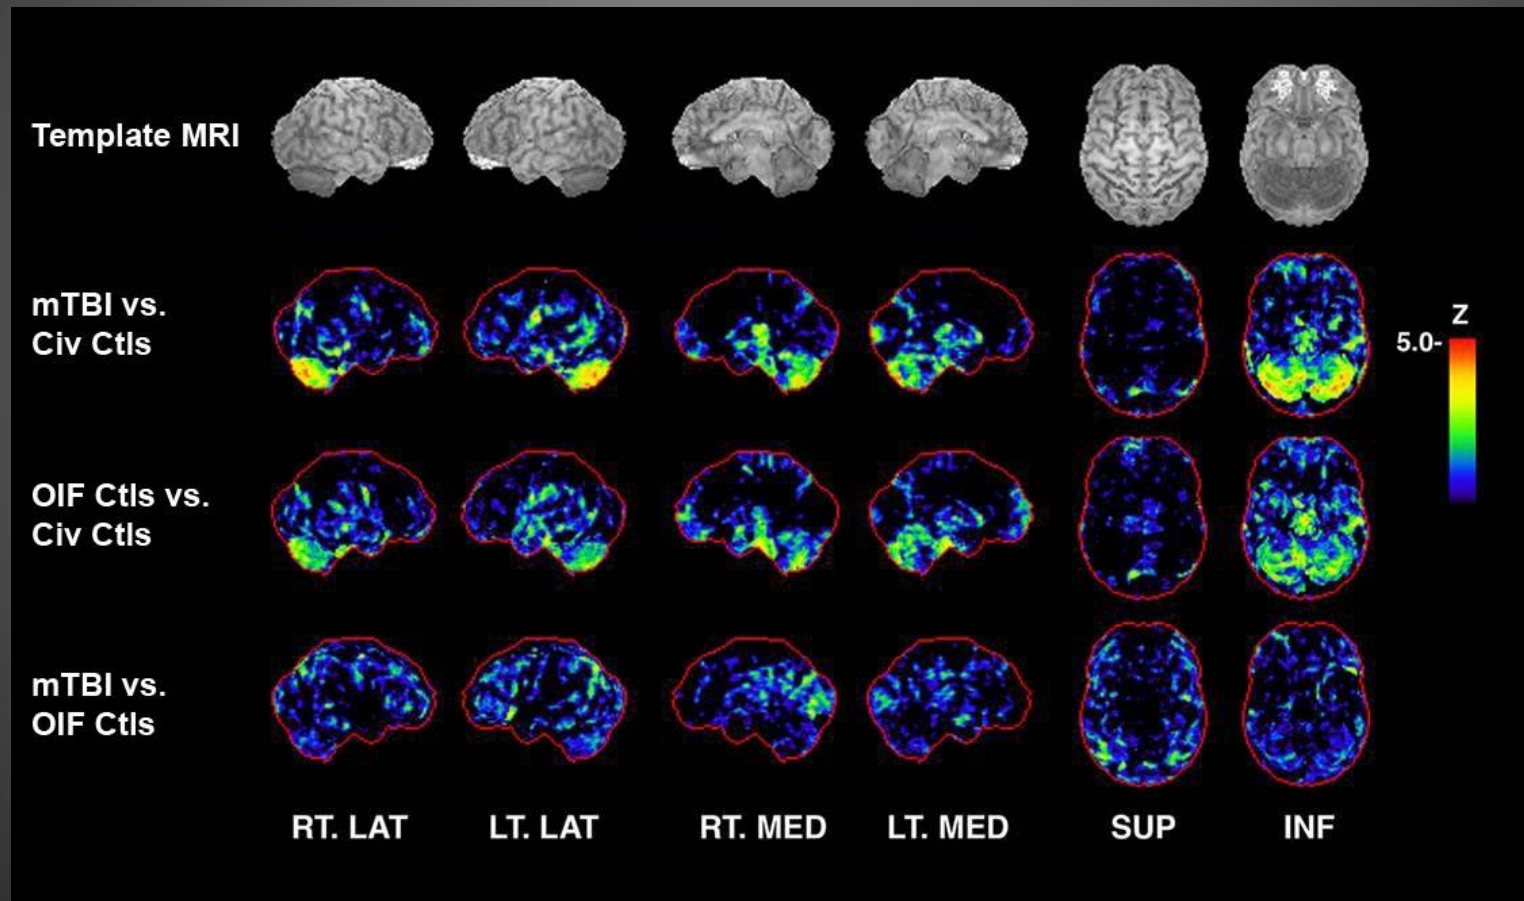 Template MRI
mTBI vs.
Civ Ctls
Z
5.0-
OIF Ctls vs.
Civ Ctls
mTBI vs.
OIF Ctls
RT. LAT
LT. LAT
RT. MED
LT. MED
SUP
INF